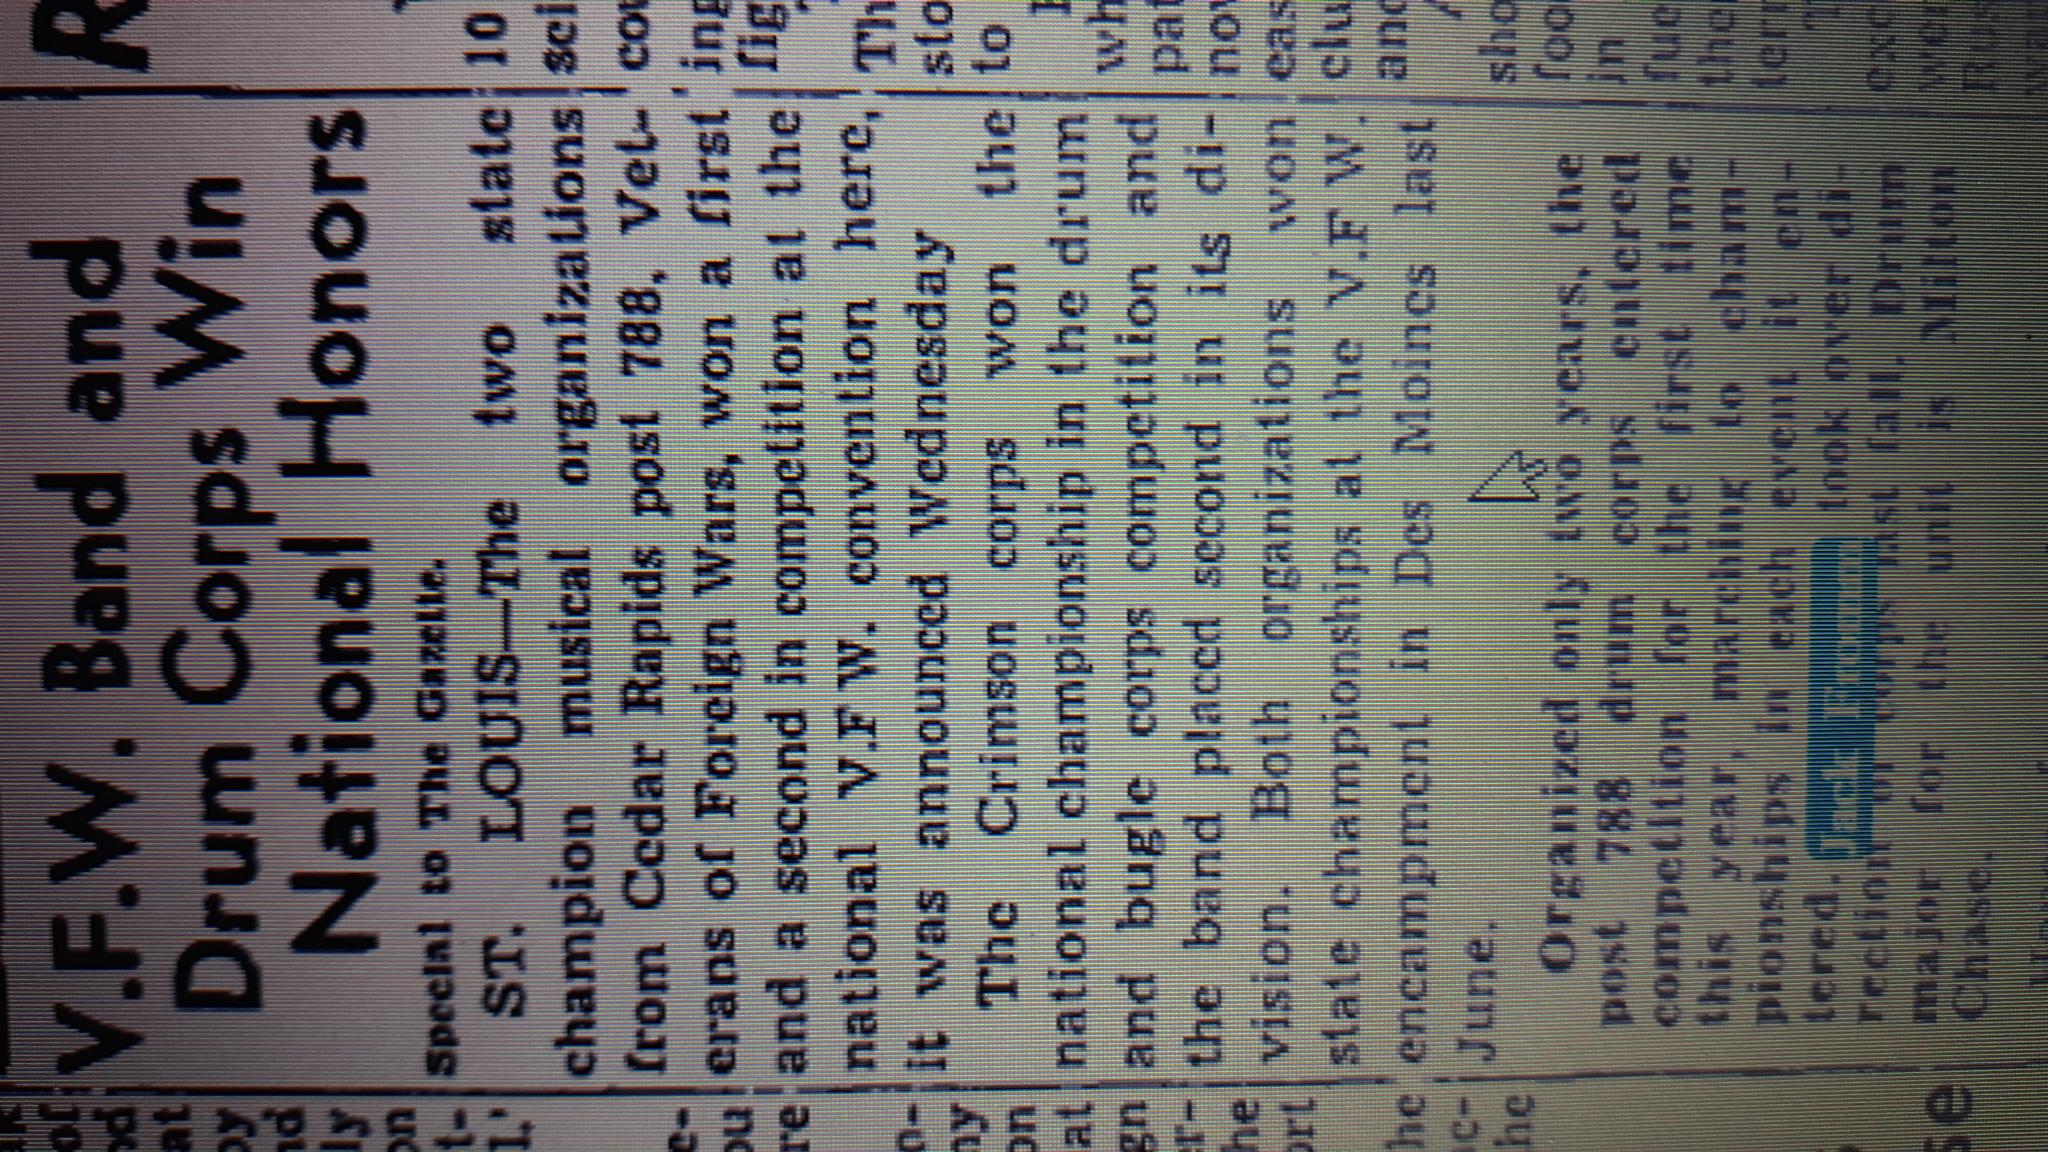 V.F.W. Band and
Drum Corps Win
National Honors
Special to The Gazette.
ST. LOUIS—The two state
champion musical organizations
from Cedar Rapids post 788, Vet-
erans of Foreign Wars, won a first
and a second in competition at the
national V.F.W. convention here,
it was announced Wednesday
The Crimson corps won the
national championship in the drum
and bugle corps competition and
the band placed second in its di-
vision. Both organizations won
state championships at the V.F.W.
encampment in Des Moines last
June.
Organized only two years, the
post 788 drum corps entered
competition for the first time
this year, marching to cham-
pionships in each event it en-
tered. Jack Fromm took over di-
rection of corps last fall. Drum
major for the unit is Milton
Chase.